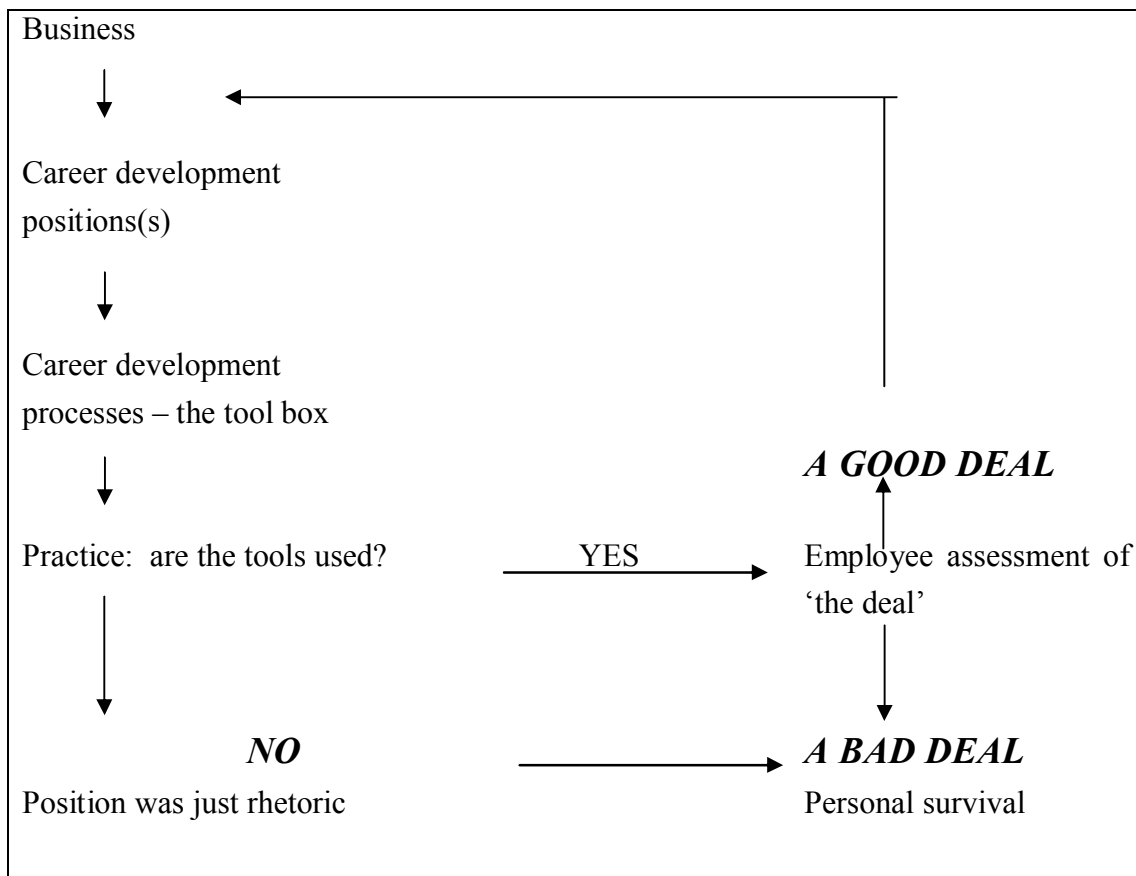 Business
Career development
positions(s)
Career development
processes – the tool box
A GOOD DEAL
Practice: are the tools used?
YES
Employee assessment of
‘the deal’
NO
A BAD DEAL
Position was just rhetoric
Personal survival